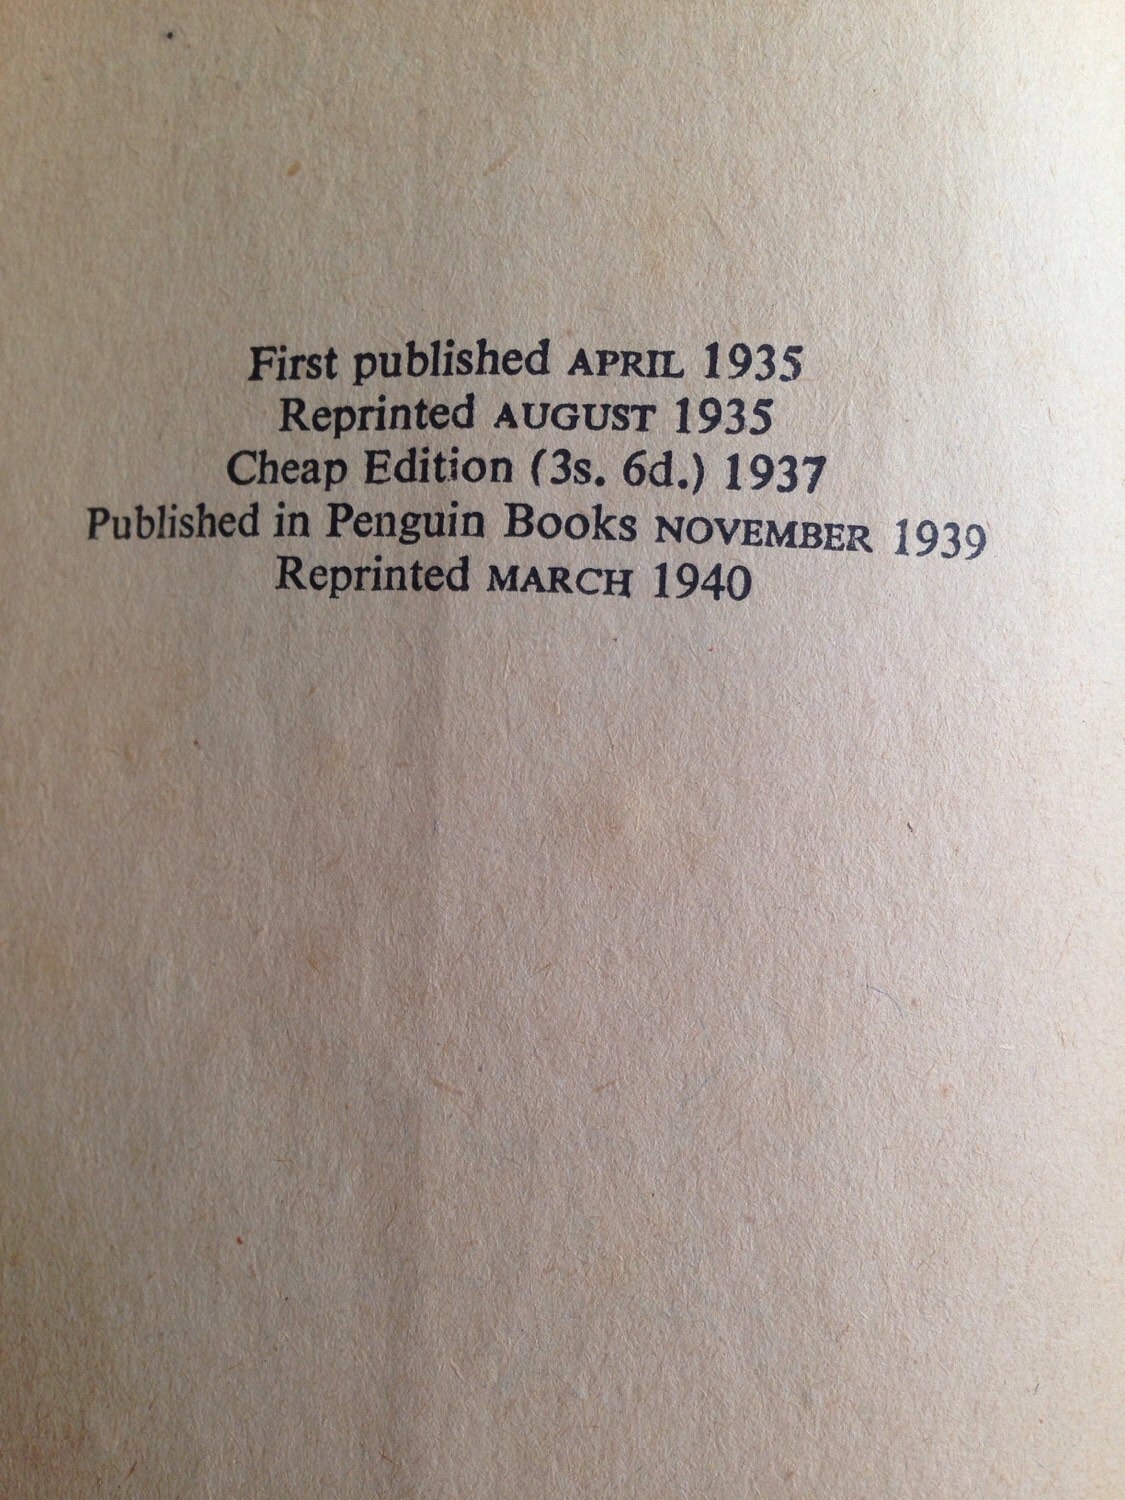 First published APRIL 1935
Reprinted AUGUST 1935
Cheap Edition (3s. 6d.) 1937
Published in Penguin Books NOVEMBER 1939
Reprinted MARCH 1940